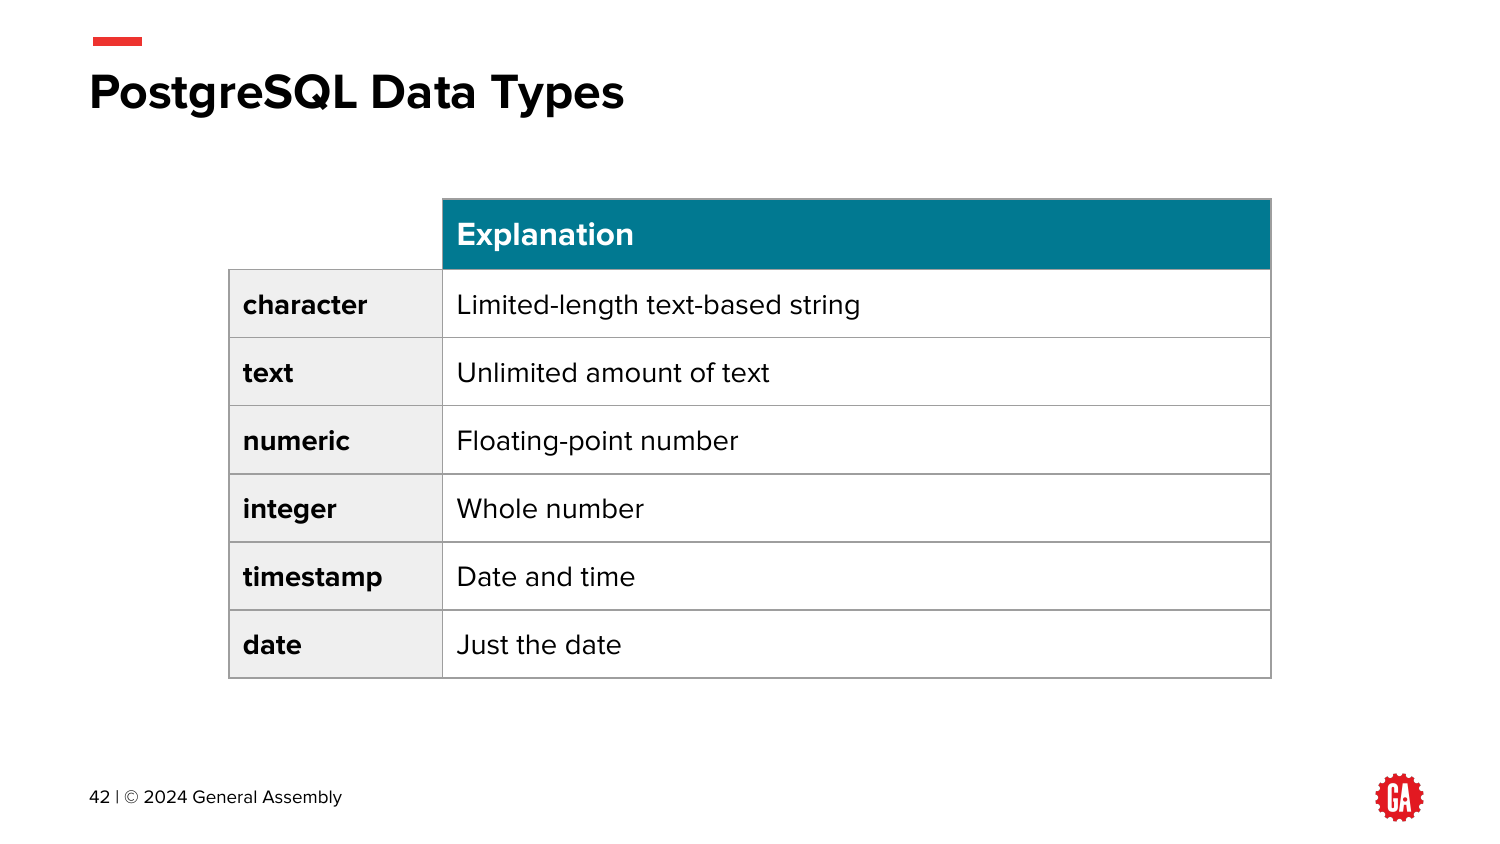 PostgreSQL Data Types
Explanation
character Limited-length text-based string
text Unlimited amount of text
numeric Floating-point number
integer Whole number
timestamp Date and time
date Just the date
42 | © 2024 General Assembly
GA